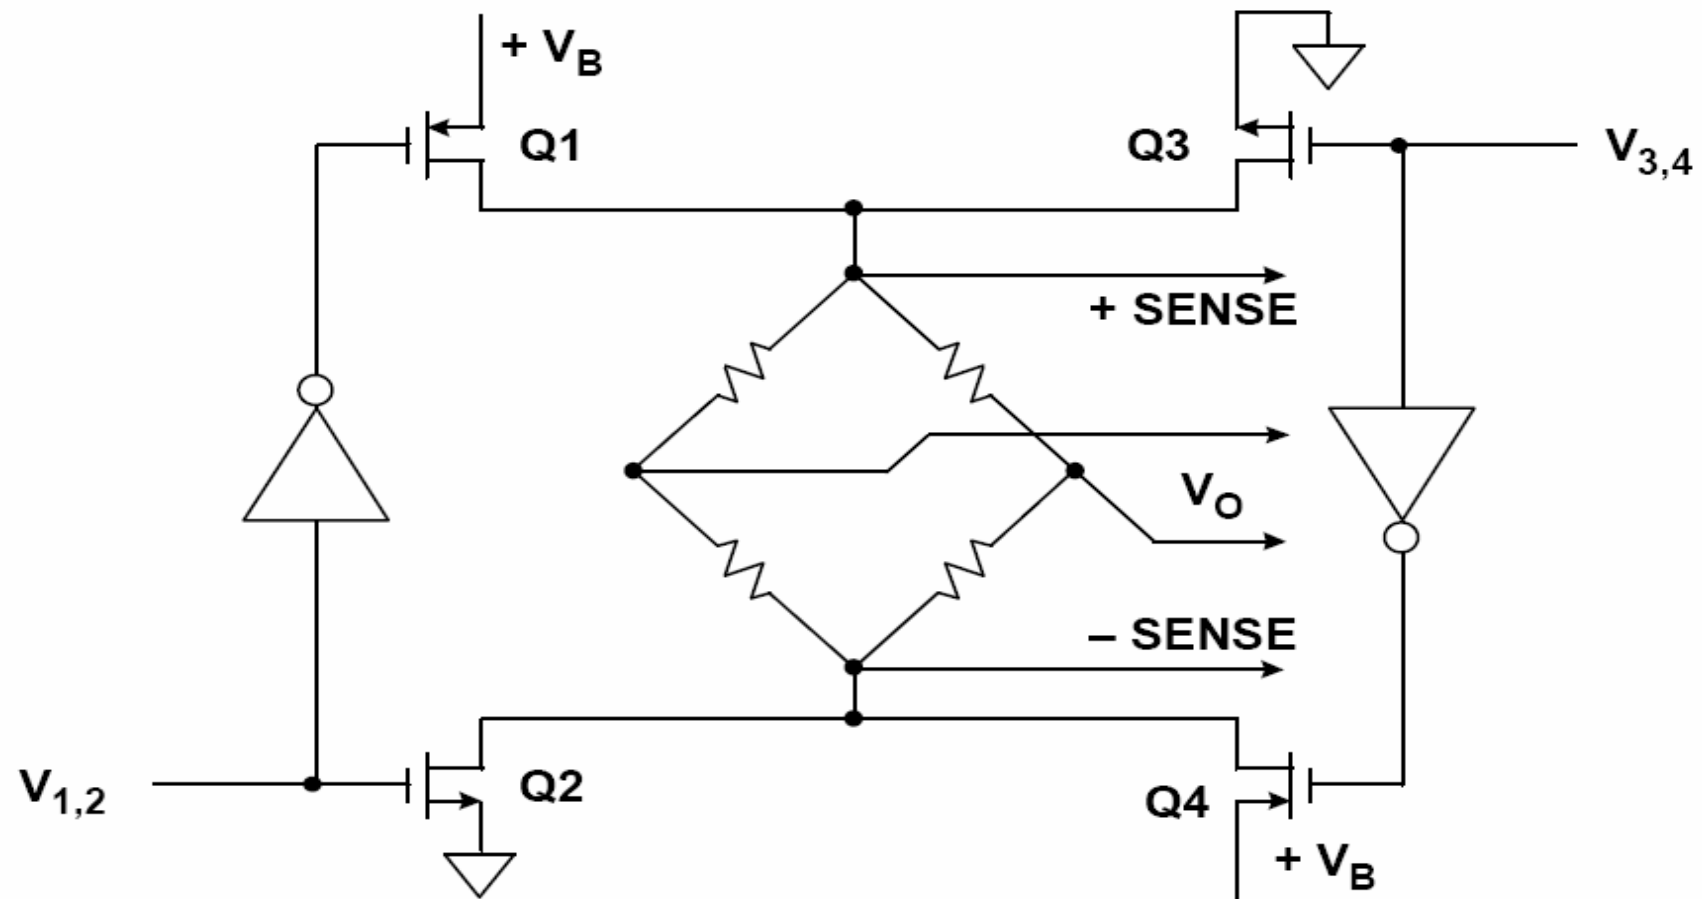 + VB
Q1
Q3
V3,4
+ SENSE
VO
– SENSE
V1,2
Q2
Q4
+ VB